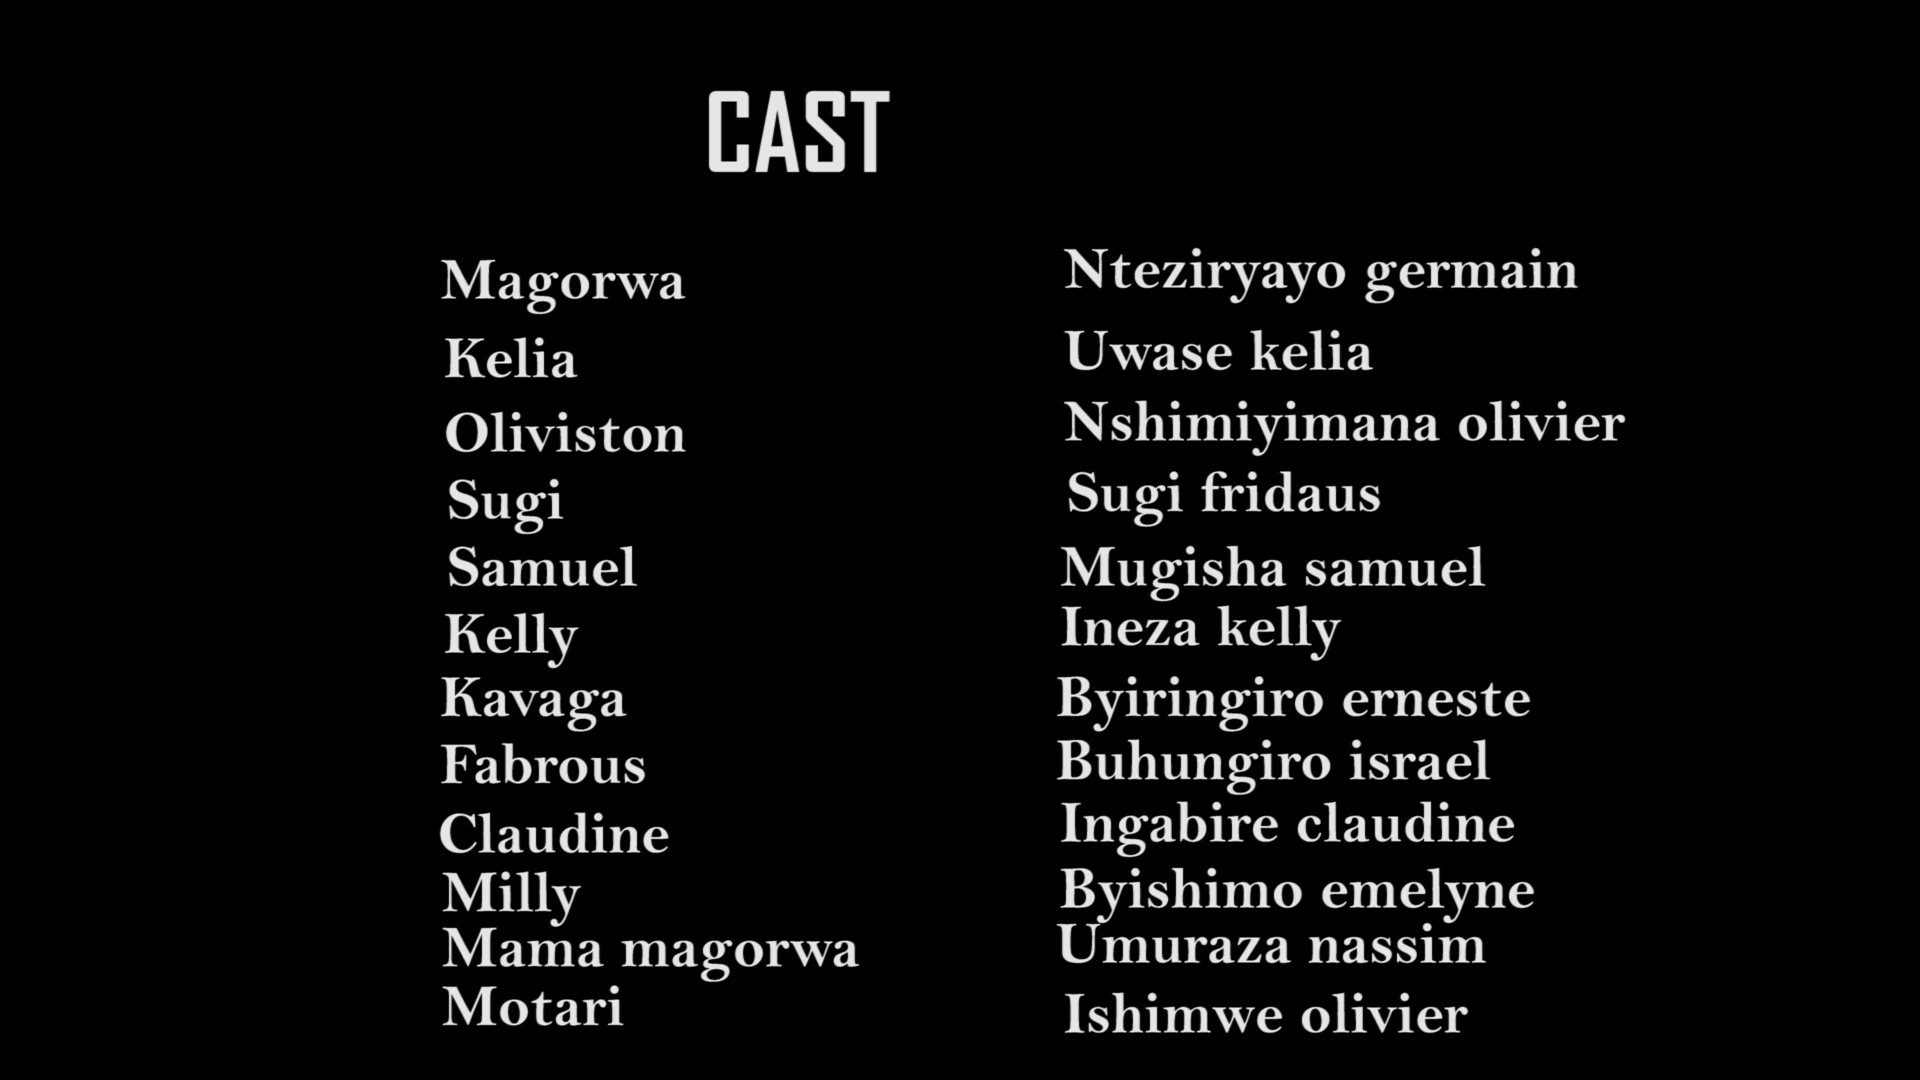 CAST
Magorwa Nteziryayo germain
Kelia Uwase kelia
Oliviston Nshimiyimana olivier
Sugi Sugi fridaus
Samuel Mugisha samuel
Kelly Ineza kelly
Kavaga Byiringiro erneste
Fabrous Buhungiro israel
Claudine Ingabire claudine
Milly Byishimo emelyne
Mama magorwa Umuraza nassim
Motari Ishimwe olivier